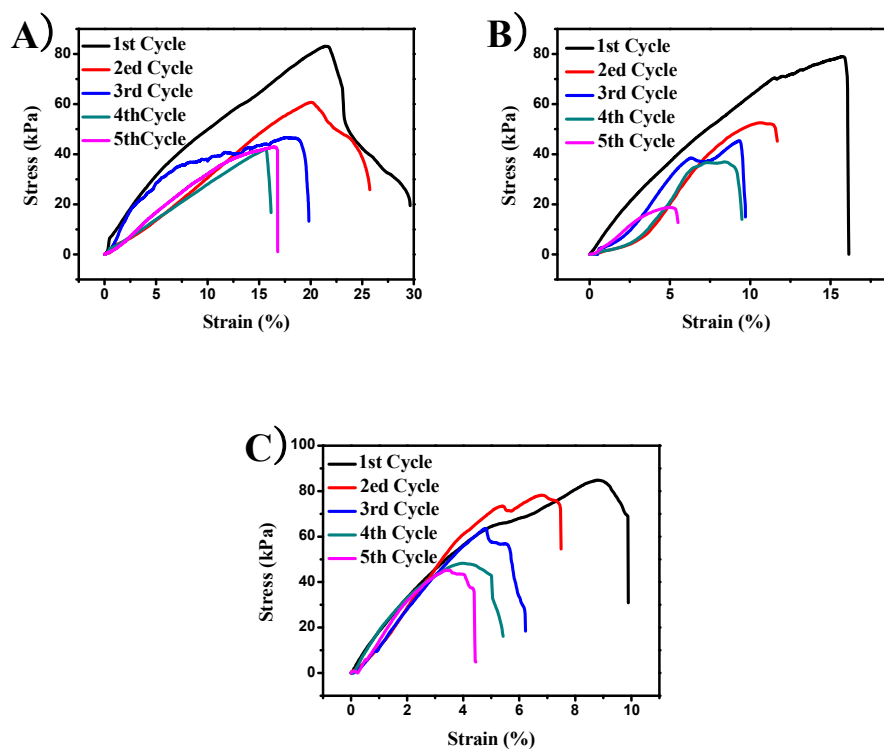 A)
1st Cycle
2ed Cycle
3rd Cycle
4thCycle
5thCycle
80
60
40
20
0
Stress (kPa)
0 5 10 15 20 25 30
Strain (%)
B)
1st Cycle
2ed Cycle
3rd Cycle
4th Cycle
5th Cycle
80
60
40
20
0
Stress (kPa)
0 5 10 15
Strain (%)
C)
1st Cycle
2ed Cycle
3rd Cycle
4th Cycle
5th Cycle
100
80
60
40
20
0
Stress (kPa)
0 2 4 6 8 10
Strain (%)